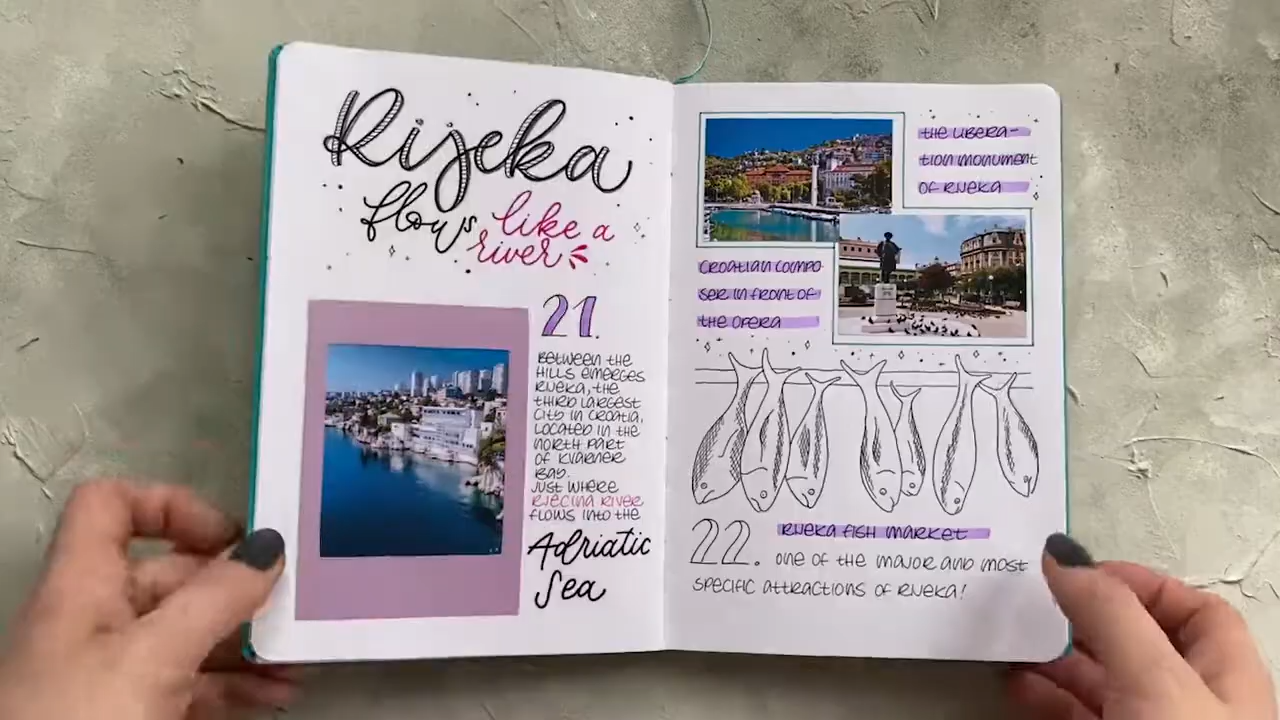 Rijeka
flows like a
river
21.
BETWEEN THE
HILLS EMERGES
RIJEKA, THE
THIRD LARGEST
CITY IN CROATIA,
LOCATED IN THE
NORTH PART
OF KVARNER
BAY.
JUST WHERE
RJEČINA RIVER
FLOWS INTO THE
Adriatic
Sea
THE LIBERA-
TION MONUMENT
OF RIJEKA
CROATIAN COMPO-
SER IN FRONT OF
THE OPERA
22. RIJEKA FISH MARKET
ONE OF THE MAJOR AND MOST
SPECIFIC ATTRACTIONS OF RIJEKA!